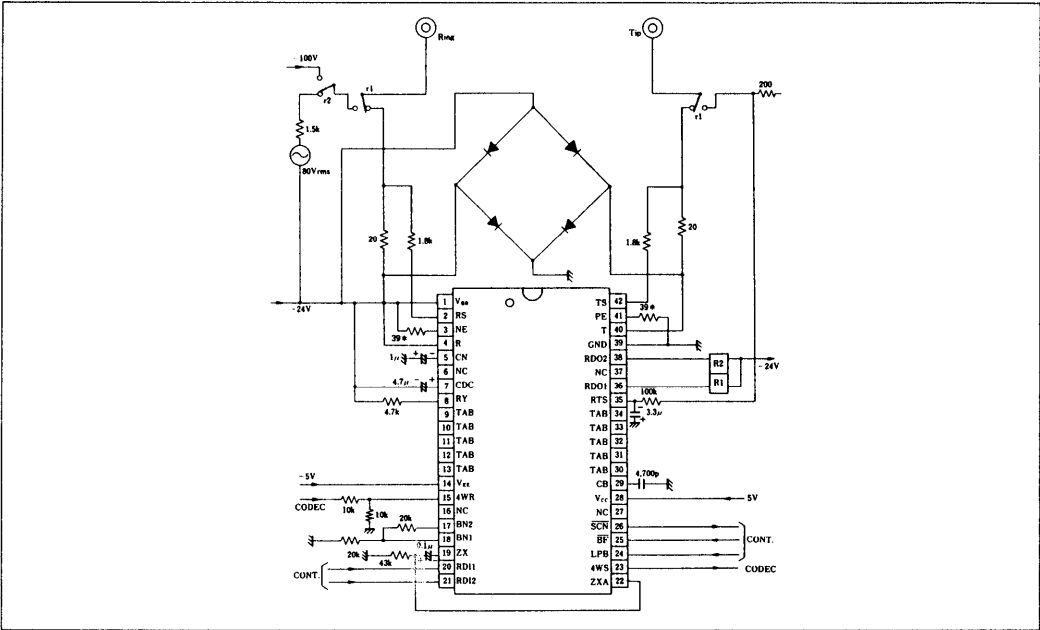 Ring
Tip
-100V
r1
r2
200
r1
1.5k
80Vrms
20
1.8k
1.8k
20
-24V
1 VBB
2 RS
3 NE
4 R
5 CN
6 NC
7 CDC
8 RY
9 TAB
10 TAB
11 TAB
12 TAB
13 TAB
14 VEE
15 4WR
16 NC
17 BN2
18 BN1
19 ZX
20 RDI1
21 RDI2
TS 42
PE 41
T 40
GND 39
RDO2 38
NC 37
RDO1 36
RTS 35
TAB 34
TAB 33
TAB 32
TAB 31
TAB 30
CB 29
Vcc 28
NC 27
SCN 26
BF 25
LPB 24
4WS 23
ZXA 22
39*
1μ + -
4.7μ - +
4.7k
-5V
CODEC
10k
10k
20k
20k
43k
0.1μ
+ -
CONT.
39*
R2
R1
-24V
100k
-
3.3μ
+
4,700p
5V
CONT.
CODEC